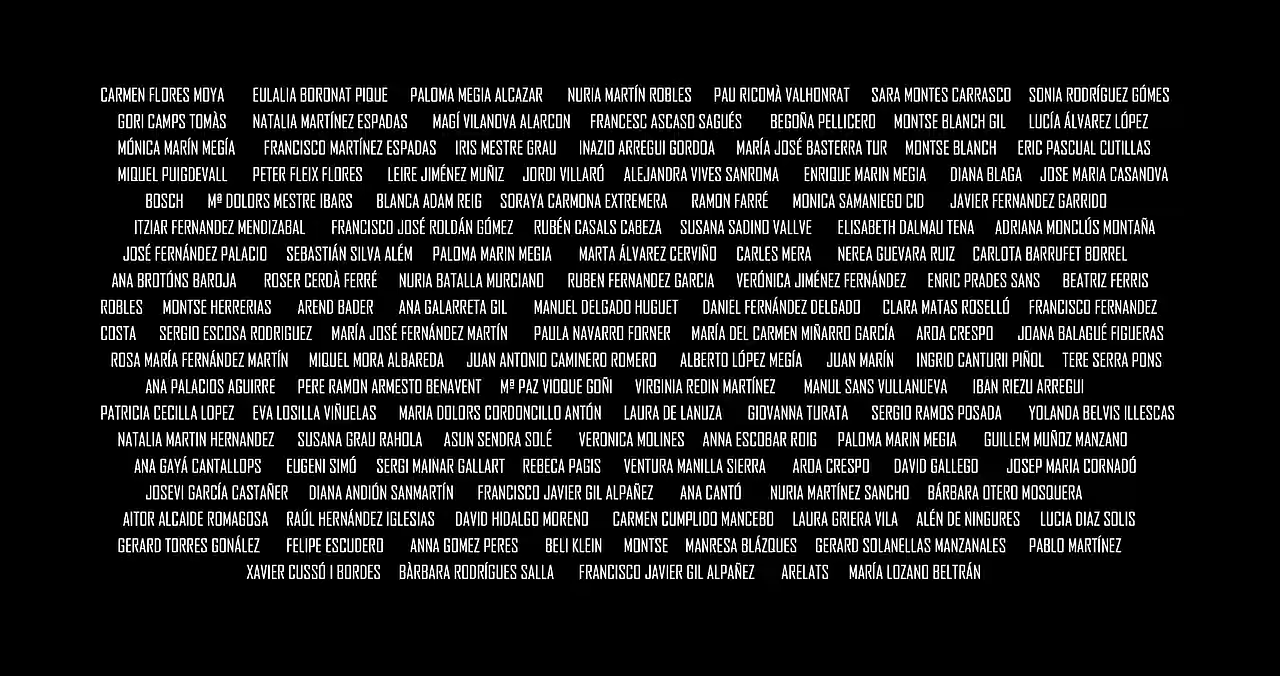 CARMEN FLORES MOYA EULALIA BORONAT PIQUE PALOMA MEGIA ALCAZAR NURIA MARTÍN ROBLES PAU RICOMÀ VALHONRAT SARA MONTES CARRASCO SONIA RODRÍGUEZ GÓMES
GORI CAMPS TOMÀS NATALIA MARTÍNEZ ESPADAS MAGÍ VILANOVA ALARCON FRANCESC ASCASO SAGUÉS BEGOÑA PELLICERO MONTSE BLANCH GIL LUCÍA ÁLVAREZ LÓPEZ
MÓNICA MARÍN MEGÍA FRANCISCO MARTÍNEZ ESPADAS IRIS MESTRE GRAU INAZIO ARREGUI GORDOA MARÍA JOSÉ BASTERRA TUR MONTSE BLANCH ERIC PASCUAL CUTILLAS
MIQUEL PUIGDEVALL PETER FLEIX FLORES LEIRE JIMÉNEZ MUÑIZ JORDI VILLARÓ ALEJANDRA VIVES SANROMA ENRIQUE MARIN MEGIA DIANA BLAGA JOSE MARIA CASANOVA
BOSCH Mª DOLORS MESTRE IBARS BLANCA ADAM REIG SORAYA CARMONA EXTREMERA RAMON FARRÉ MONICA SAMANIEGO CID JAVIER FERNANDEZ GARRIDO
ITZIAR FERNANDEZ MENDIZABAL FRANCISCO JOSÉ ROLDÁN GÓMEZ RUBÉN CASALS CABEZA SUSANA SADINO VALLVE ELISABETH DALMAU TENA ADRIANA MONCLÚS MONTAÑA
JOSÉ FERNÁNDEZ PALACIO SEBASTIÁN SILVA ALÉM PALOMA MARIN MEGIA MARTA ÁLVAREZ CERVIÑO CARLES MERA NEREA GUEVARA RUIZ CARLOTA BARRUFET BORREL
ANA BROTÓNS BAROJA ROSER CERDÀ FERRÉ NURIA BATALLA MURCIANO RUBEN FERNANDEZ GARCIA VERÓNICA JIMÉNEZ FERNÁNDEZ ENRIC PRADES SANS BEATRIZ FERRIS
ROBLES MONTSE HERRERIAS AREND BADER ANA GALARRETA GIL MANUEL DELGADO HUGUET DANIEL FERNÁNDEZ DELGADO CLARA MATAS ROSELLÓ FRANCISCO FERNANDEZ
COSTA SERGIO ESCOSA RODRIGUEZ MARÍA JOSÉ FERNÁNDEZ MARTÍN PAULA NAVARRO FORNER MARÍA DEL CARMEN MIÑARRO GARCÍA AROA CRESPO JOANA BALAGUÉ FIGUERAS
ROSA MARÍA FERNÁNDEZ MARTÍN MIQUEL MORA ALBAREDA JUAN ANTONIO CAMINERO ROMERO ALBERTO LÓPEZ MEGÍA JUAN MARÍN INGRID CANTURII PIÑOL TERE SERRA PONS
ANA PALACIOS AGUIRRE PERE RAMON ARMESTO BENAVENT Mª PAZ VIOQUE GOÑI VIRGINIA REDIN MARTÍNEZ MANUL SANS VULLANUEVA IBAN RIEZU ARREGUI
PATRICIA CECILLA LOPEZ EVA LOSILLA VIÑUELAS MARIA DOLORS CORDONCILLO ANTÓN LAURA DE LANUZA GIOVANNA TURATA SERGIO RAMOS POSADA YOLANDA BELVIS ILLESCAS
NATALIA MARTIN HERNANDEZ SUSANA GRAU RAHOLA ASUN SENDRA SOLÉ VERONICA MOLINES ANNA ESCOBAR ROIG PALOMA MARIN MEGIA GUILLEM MUÑOZ MANZANO
ANA GAYÁ CANTALLOPS EUGENI SIMÓ SERGI MAINAR GALLART REBECA PAGIS VENTURA MANILLA SIERRA AROA CRESPO DAVID GALLEGO JOSEP MARIA CORNADÓ
JOSEVI GARCÍA CASTAÑER DIANA ANDIÓN SANMARTÍN FRANCISCO JAVIER GIL ALPAÑEZ ANA CANTÓ NURIA MARTÍNEZ SANCHO BÁRBARA OTERO MOSQUERA
AITOR ALCAIDE ROMAGOSA RAÚL HERNÁNDEZ IGLESIAS DAVID HIDALGO MORENO CARMEN CUMPLIDO MANCEBO LAURA GRIERA VILA ALÉN DE NINGURES LUCIA DIAZ SOLIS
GERARD TORRES GONÁLEZ FELIPE ESCUDERO ANNA GOMEZ PERES BELI KLEIN MONTSE MANRESA BLÁZQUES GERARD SOLANELLAS MANZANALES PABLO MARTÍNEZ
XAVIER CUSSÓ I BORDES BÀRBARA RODRÍGUES SALLA FRANCISCO JAVIER GIL ALPAÑEZ ARELATS MARÍA LOZANO BELTRÁN